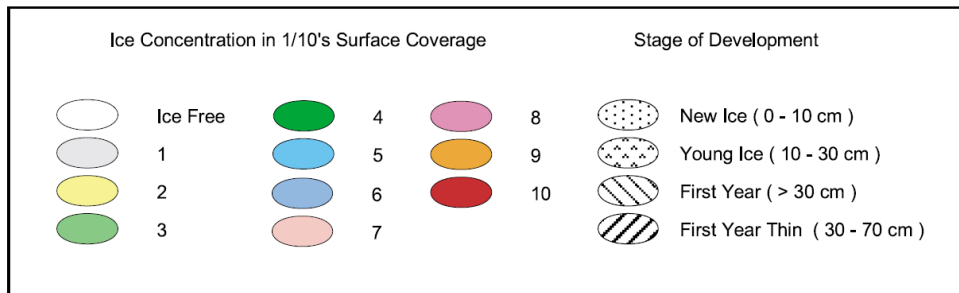 Ice Concentration in 1/10's Surface Coverage
Ice Free
1
2
3
4
5
6
7
8
9
10
Stage of Development
New Ice ( 0 - 10 cm )
Young Ice ( 10 - 30 cm )
First Year ( > 30 cm )
First Year Thin ( 30 - 70 cm )